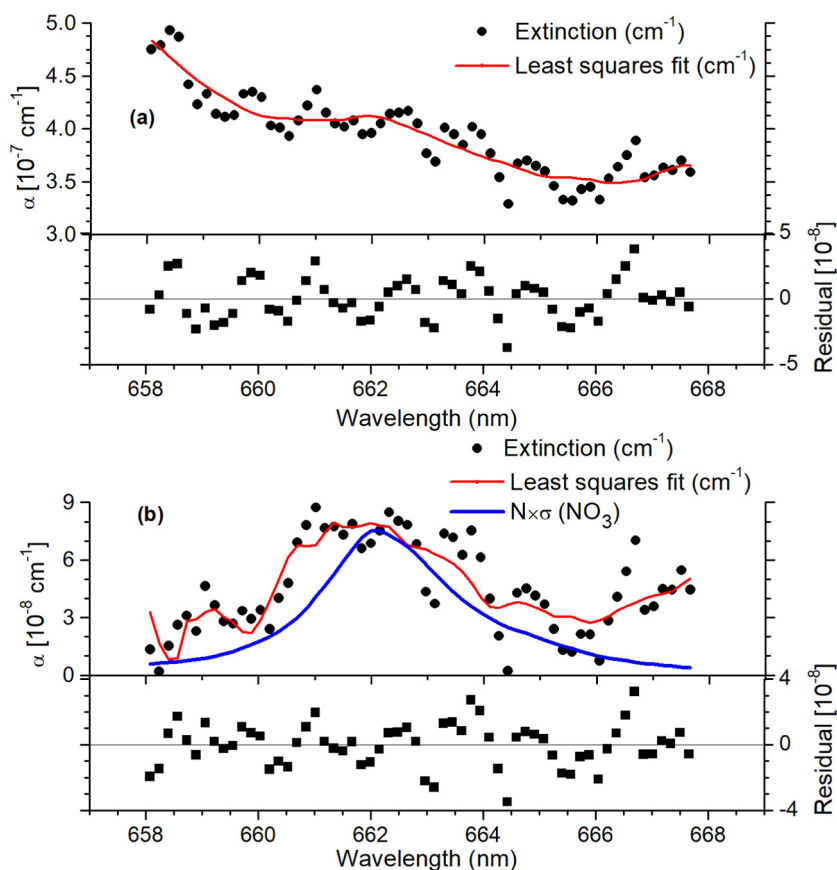 5.0
4.5
4.0
3.5
3.0
α [10⁻⁷ cm⁻¹]
Extinction (cm⁻¹)
Least squares fit (cm⁻¹)
(a)
5
0
-5
Residual [10⁻⁸]
658 660 662 664 666 668
Wavelength (nm)
Extinction (cm⁻¹)
Least squares fit (cm⁻¹)
N×σ (NO₃)
(b)
9
6
3
0
α [10⁻⁸ cm⁻¹]
4
0
-4
Residual [10⁻⁸]
658 660 662 664 666 668
Wavelength (nm)